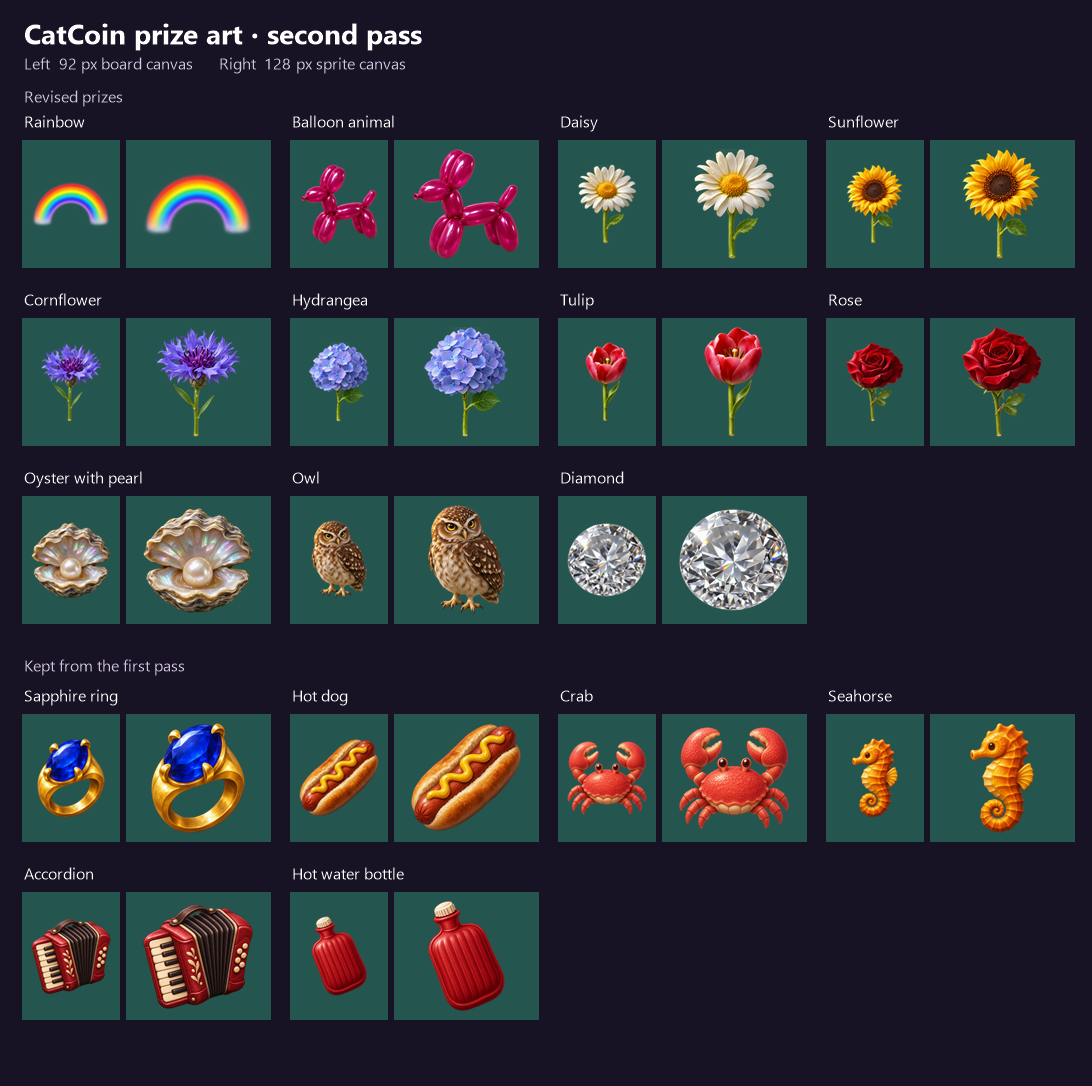 CatCoin prize art · second pass
Left 92 px board canvas Right 128 px sprite canvas
Revised prizes
Rainbow Balloon animal Daisy Sunflower
Cornflower Hydrangea Tulip Rose
Oyster with pearl Owl Diamond
Kept from the first pass
Sapphire ring Hot dog Crab Seahorse
Accordion Hot water bottle